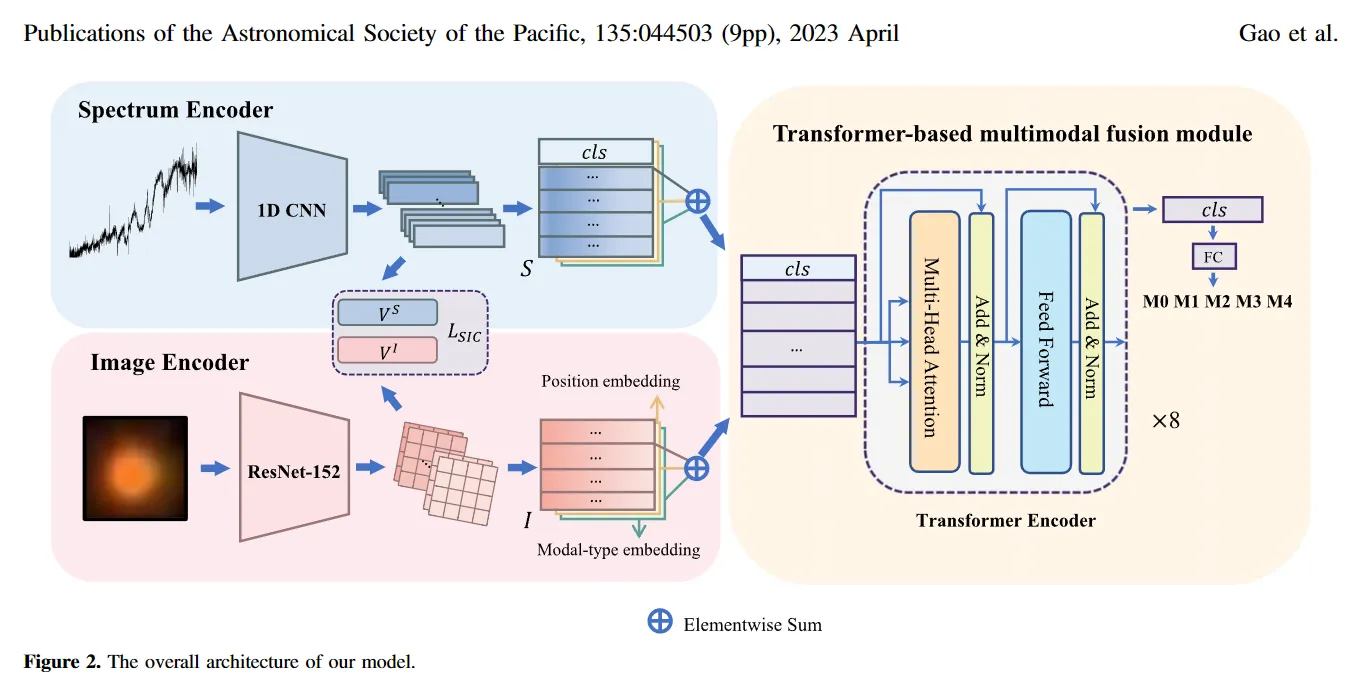 Publications of the Astronomical Society of the Pacific, 135:044503 (9pp), 2023 April
Gao et al.
Spectrum Encoder
1D CNN
cls
...
...
...
...
S
V^S
V^I
L_SIC
Image Encoder
ResNet-152
Position embedding
...
...
...
...
I
Modal-type embedding
Transformer-based multimodal fusion module
cls
...
Multi-Head Attention
Add & Norm
Feed Forward
Add & Norm
×8
Transformer Encoder
cls
FC
M0 M1 M2 M3 M4
Elementwise Sum
Figure 2. The overall architecture of our model.